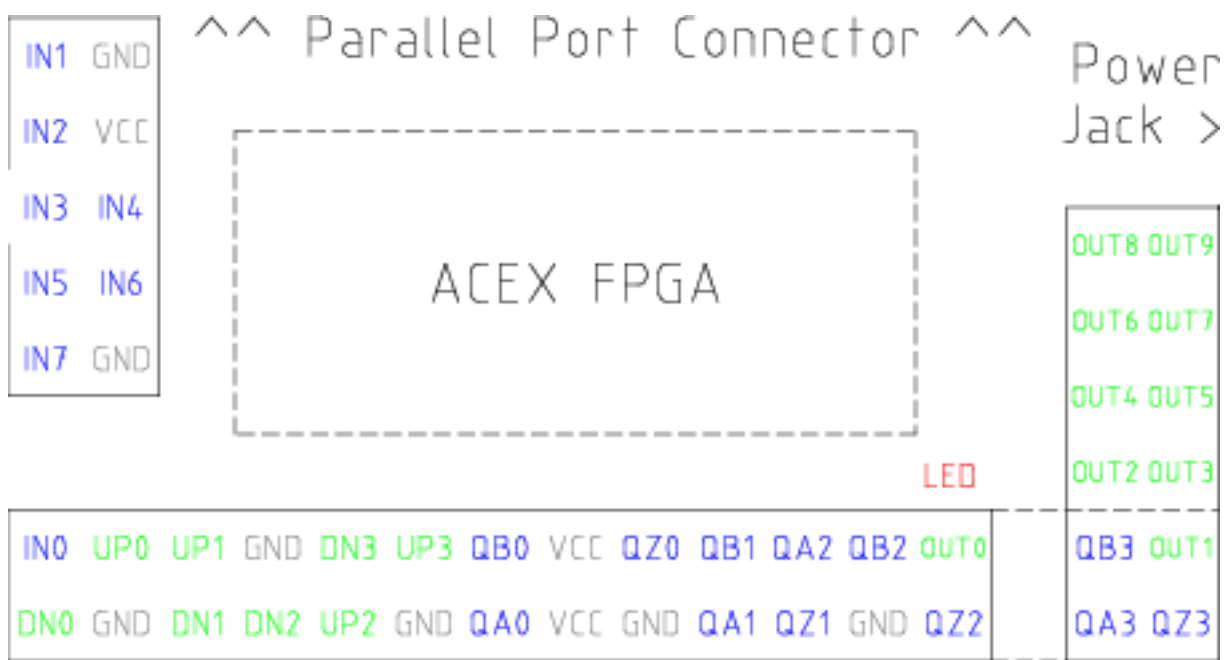 ^^ Parallel Port Connector ^^
Power
Jack >
IN1 GND
IN2 VCC
IN3 IN4
IN5 IN6
IN7 GND
ACEX FPGA
OUT8 OUT9
OUT6 OUT7
OUT4 OUT5
OUT2 OUT3
LED
IN0 UP0 UP1 GND DN3 UP3 QB0 VCC QZ0 QB1 QA2 QB2 OUT0 QB3 OUT1
DN0 GND DN1 DN2 UP2 GND QA0 VCC GND QA1 QZ1 GND QZ2 QA3 QZ3